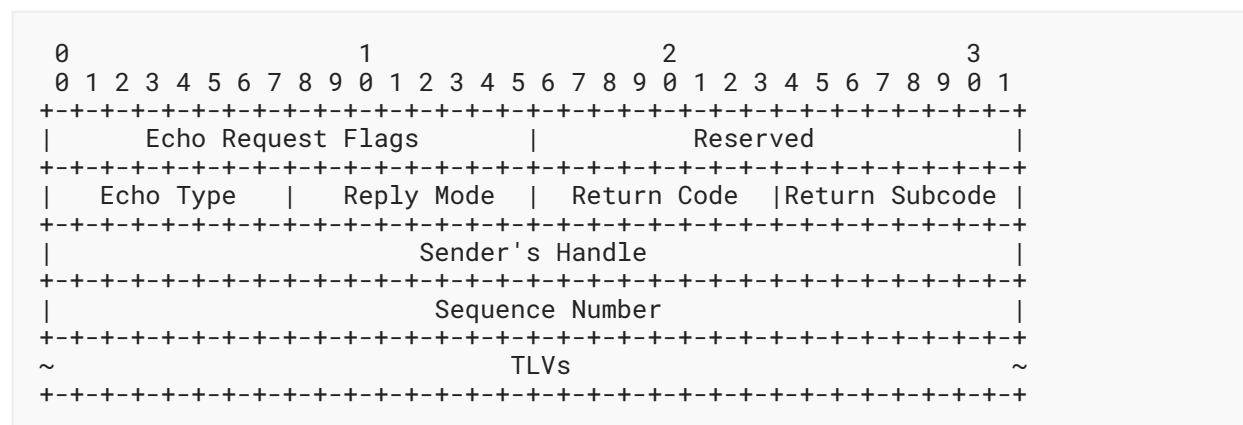 0                   1                   2                   3
 0 1 2 3 4 5 6 7 8 9 0 1 2 3 4 5 6 7 8 9 0 1 2 3 4 5 6 7 8 9 0 1
+-+-+-+-+-+-+-+-+-+-+-+-+-+-+-+-+-+-+-+-+-+-+-+-+-+-+-+-+-+-+-+-+
|      Echo Request Flags       |          Reserved             |
+-+-+-+-+-+-+-+-+-+-+-+-+-+-+-+-+-+-+-+-+-+-+-+-+-+-+-+-+-+-+-+-+
|   Echo Type   |   Reply Mode  |  Return Code  |Return Subcode |
+-+-+-+-+-+-+-+-+-+-+-+-+-+-+-+-+-+-+-+-+-+-+-+-+-+-+-+-+-+-+-+-+
|                        Sender's Handle                        |
+-+-+-+-+-+-+-+-+-+-+-+-+-+-+-+-+-+-+-+-+-+-+-+-+-+-+-+-+-+-+-+-+
|                         Sequence Number                       |
+-+-+-+-+-+-+-+-+-+-+-+-+-+-+-+-+-+-+-+-+-+-+-+-+-+-+-+-+-+-+-+-+
~                              TLVs                             ~
+-+-+-+-+-+-+-+-+-+-+-+-+-+-+-+-+-+-+-+-+-+-+-+-+-+-+-+-+-+-+-+-+